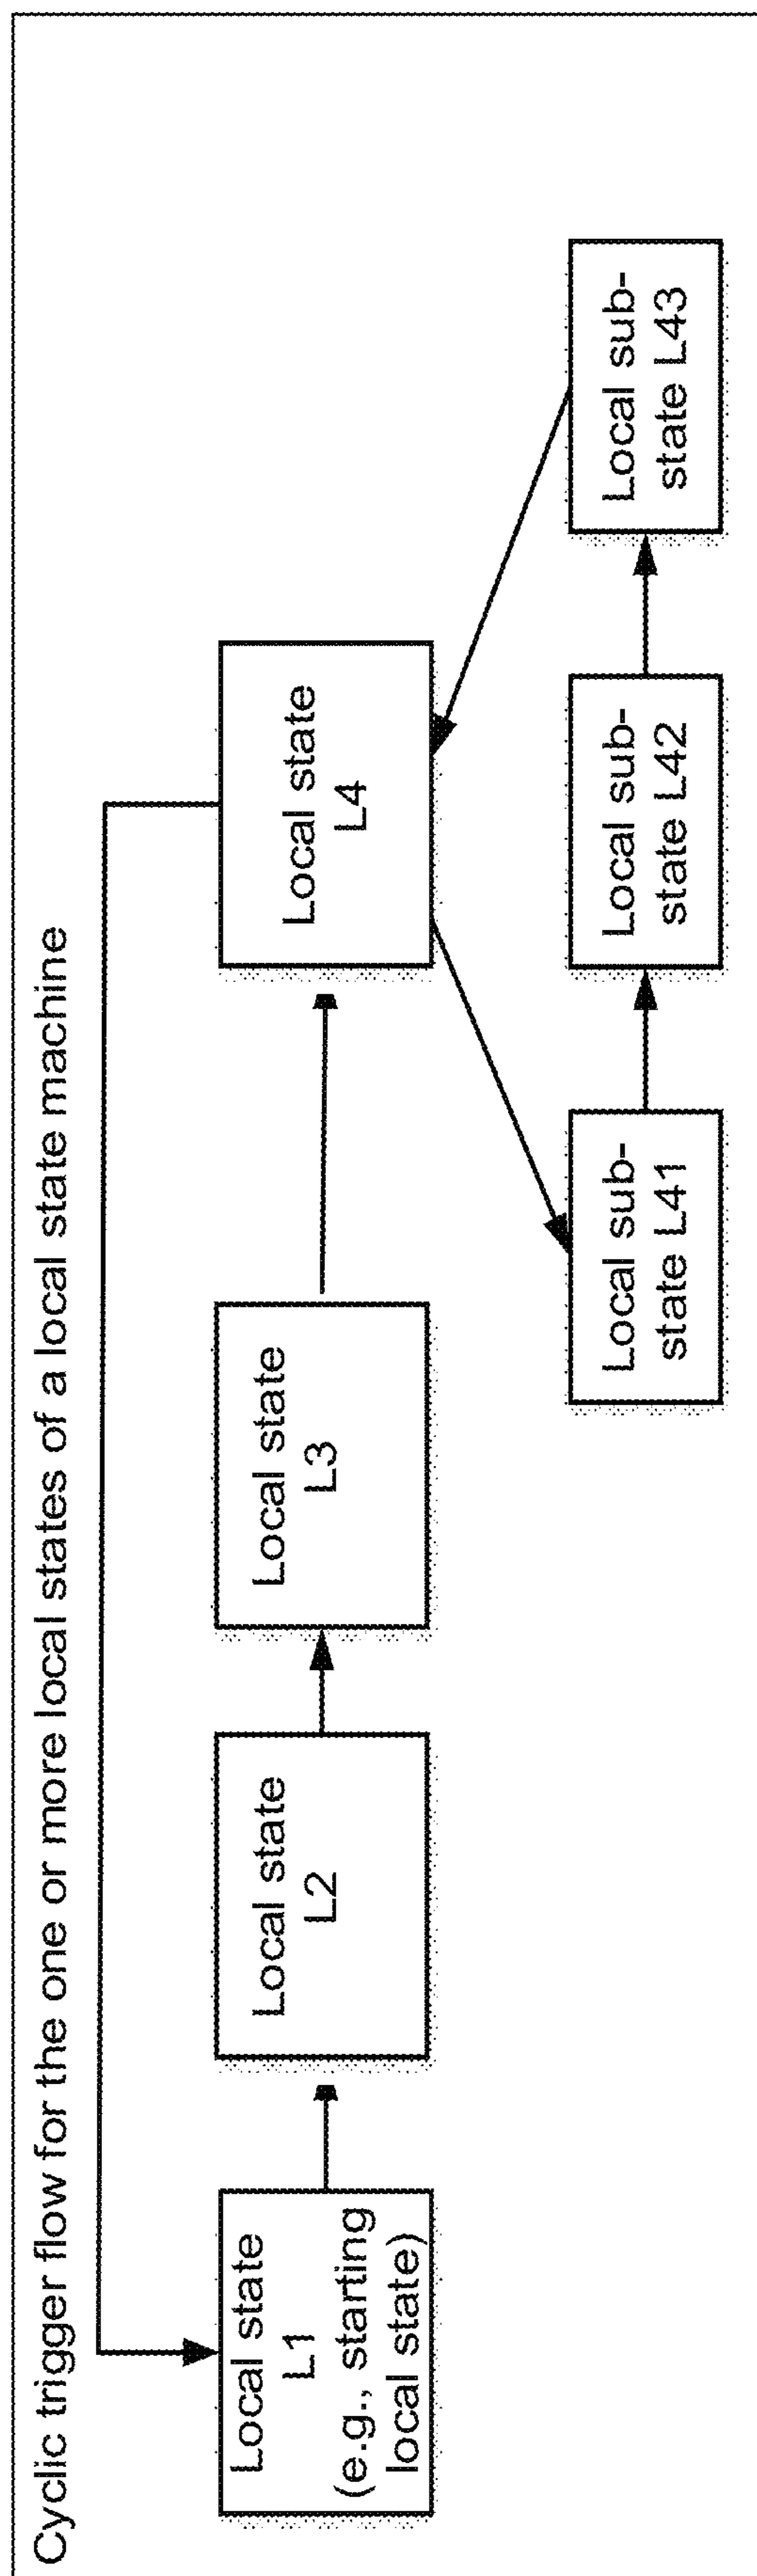 Cyclic trigger flow for the one or more local states of a local state machine
Local state
L1
(e.g., starting
local state)
Local state
L2
Local state
L3
Local state
L4
Local sub-
state L41
Local sub-
state L42
Local sub-
state L43